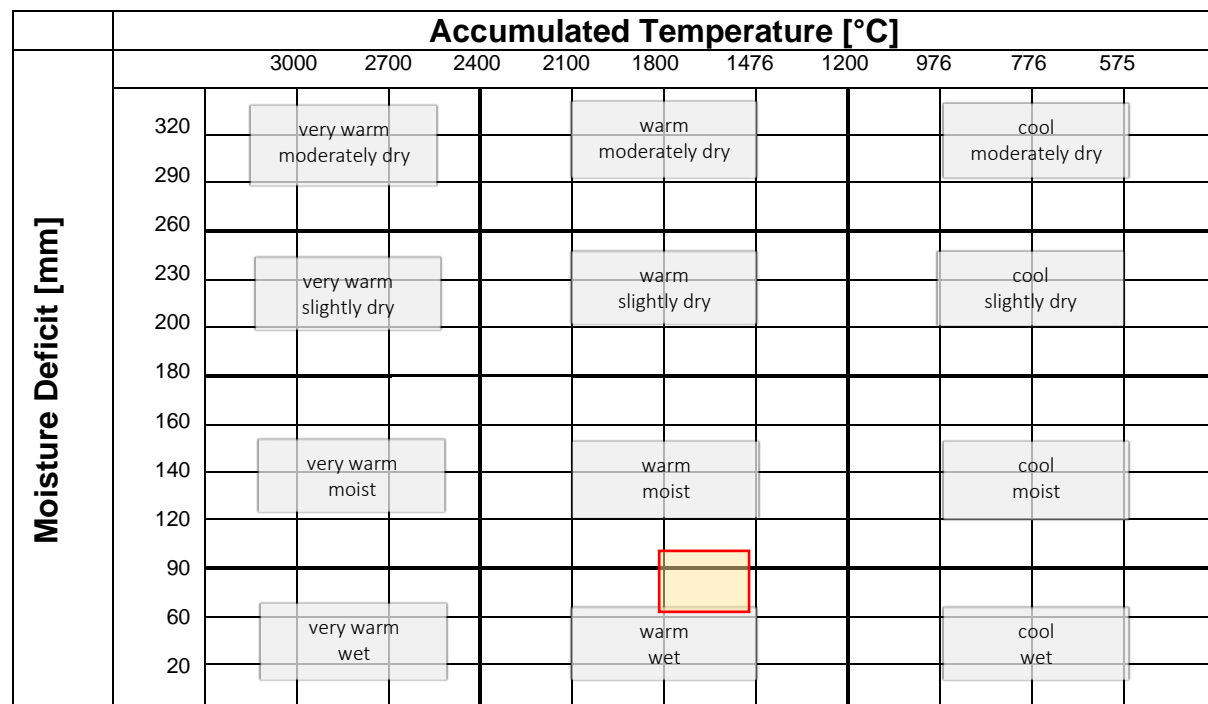 Accumulated Temperature [°C]
3000 2700 2400 2100 1800 1476 1200 976 776 575
Moisture Deficit [mm]
320
very warm
moderately dry
warm
moderately dry
cool
moderately dry
290
260
230
very warm
slightly dry
warm
slightly dry
cool
slightly dry
200
180
160
140
very warm
moist
warm
moist
cool
moist
120
90
60
very warm
wet
warm
wet
cool
wet
20